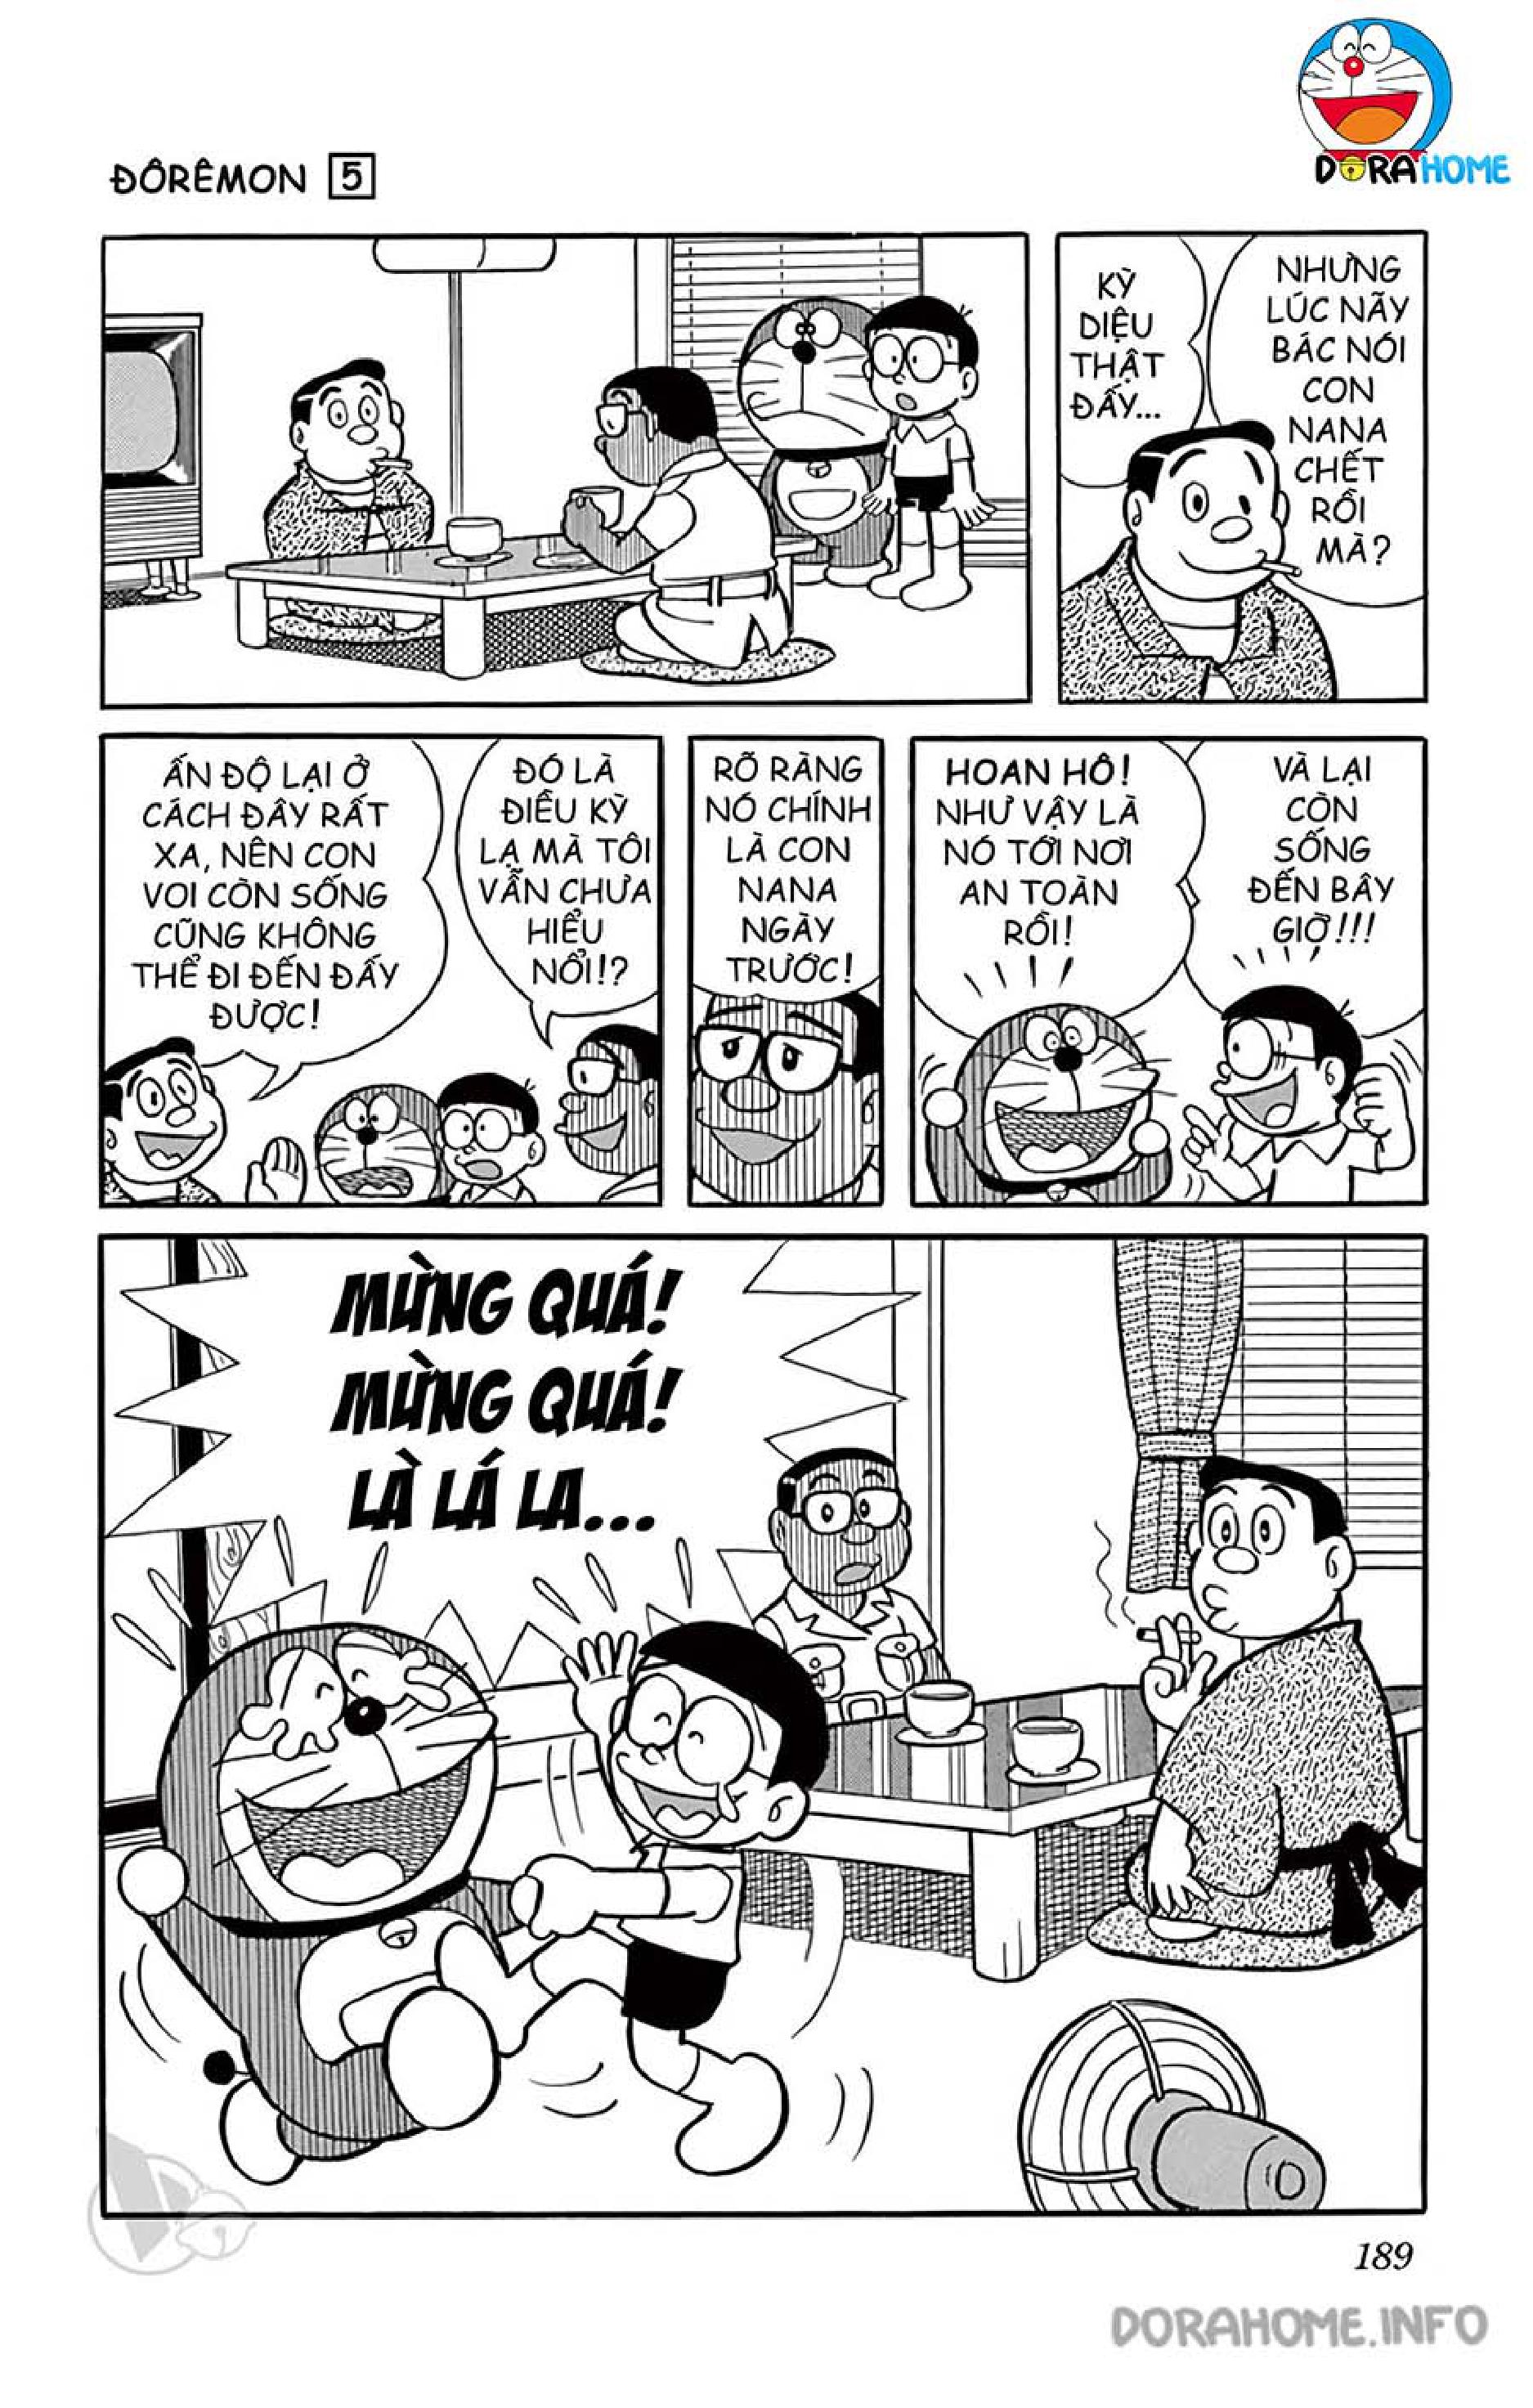 DORAHOME
ĐÔRÊMON 5
KỲ
DIỆU
THẬT
ĐẤY...
NHƯNG
LÚC NÃY
BÁC NÓI
CON
NANA
CHẾT
RỒI
MÀ?
ẤN ĐỘ LẠI Ở
CÁCH ĐÂY RẤT
XA, NÊN CON
VOI CÒN SỐNG
CŨNG KHÔNG
THỂ ĐI ĐẾN ĐẤY
ĐƯỢC!
ĐÓ LÀ
ĐIỀU KỲ
LẠ MÀ TÔI
VẪN CHƯA
HIỂU
NỔI!?
RÕ RÀNG
NÓ CHÍNH
LÀ CON
NANA
NGÀY
TRƯỚC!
HOAN HÔ!
NHƯ VẬY LÀ
NÓ TỚI NƠI
AN TOÀN
RỒI!
VÀ LẠI
CÒN
SỐNG
ĐẾN BÂY
GIỜ!!!
MỪNG QUÁ!
MỪNG QUÁ!
LÀ LÁ LA...
189
DORAHOME.INFO